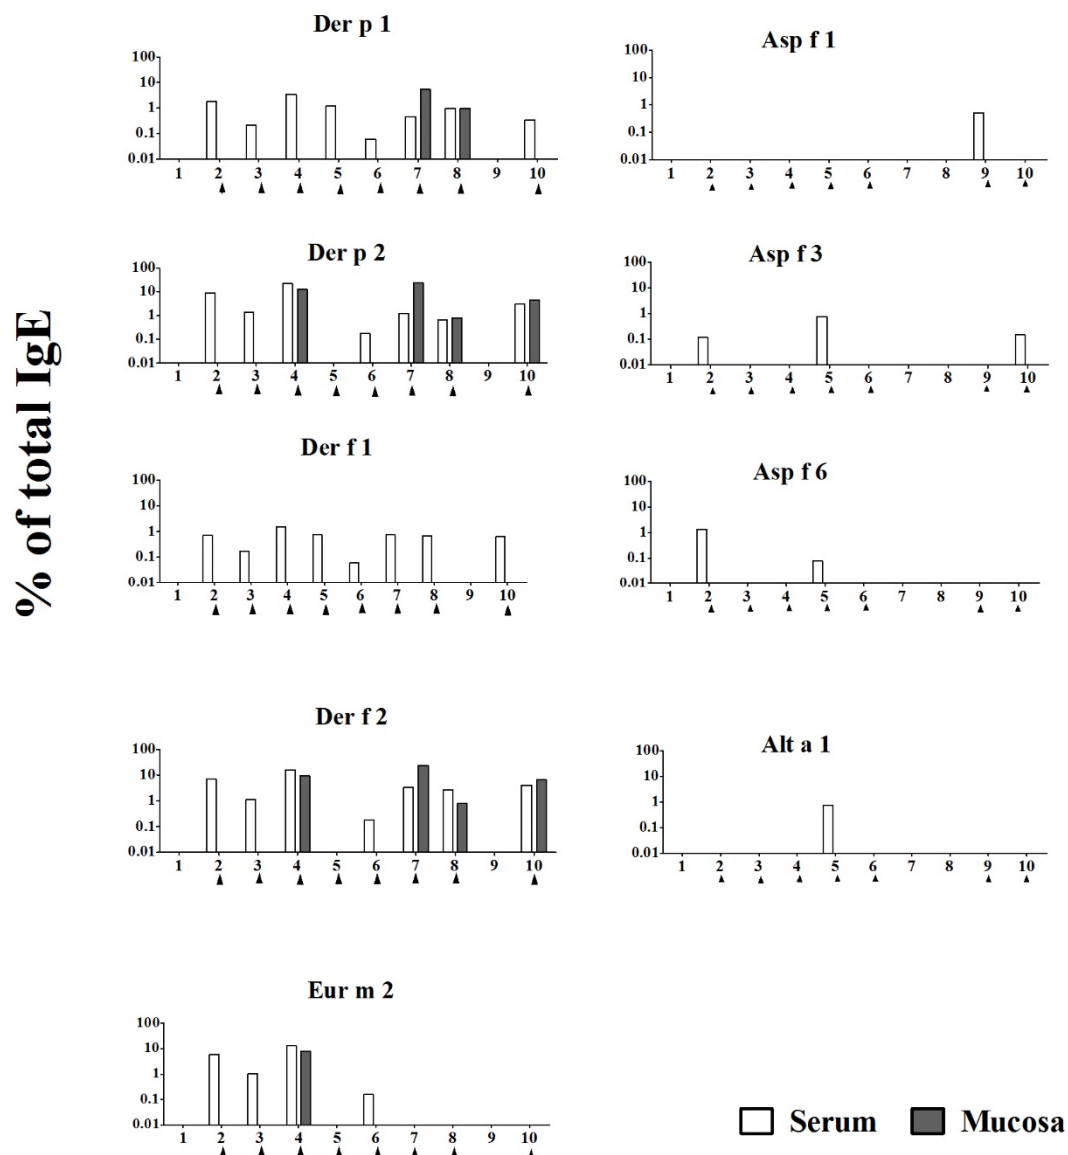 % of total IgE
Der p 1
100
10
1
0.1
0.01
1 2 3 4 5 6 7 8 9 10
Der p 2
100
10
1
0.1
0.01
1 2 3 4 5 6 7 8 9 10
Der f 1
100
10
1
0.1
0.01
1 2 3 4 5 6 7 8 9 10
Der f 2
100
10
1
0.1
0.01
1 2 3 4 5 6 7 8 9 10
Eur m 2
100
10
1
0.1
0.01
1 2 3 4 5 6 7 8 9 10
Asp f 1
100
10
1
0.1
0.01
1 2 3 4 5 6 7 8 9 10
Asp f 3
100
10
1
0.1
0.01
1 2 3 4 5 6 7 8 9 10
Asp f 6
100
10
1
0.1
0.01
1 2 3 4 5 6 7 8 9 10
Alt a 1
100
10
1
0.1
0.01
1 2 3 4 5 6 7 8 9 10
Serum Mucosa